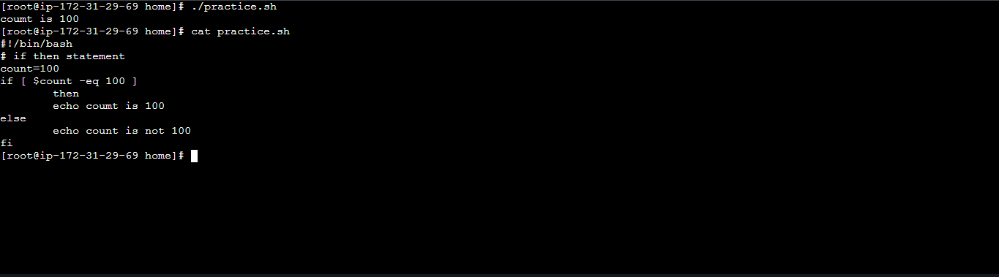 [root@ip-172-31-29-69 home]# ./practice.sh
coumt is 100
[root@ip-172-31-29-69 home]# cat practice.sh
#!/bin/bash
# if then statement
count=100
if [ $count -eq 100 ]
        then
        echo coumt is 100
else
        echo count is not 100
fi
[root@ip-172-31-29-69 home]#